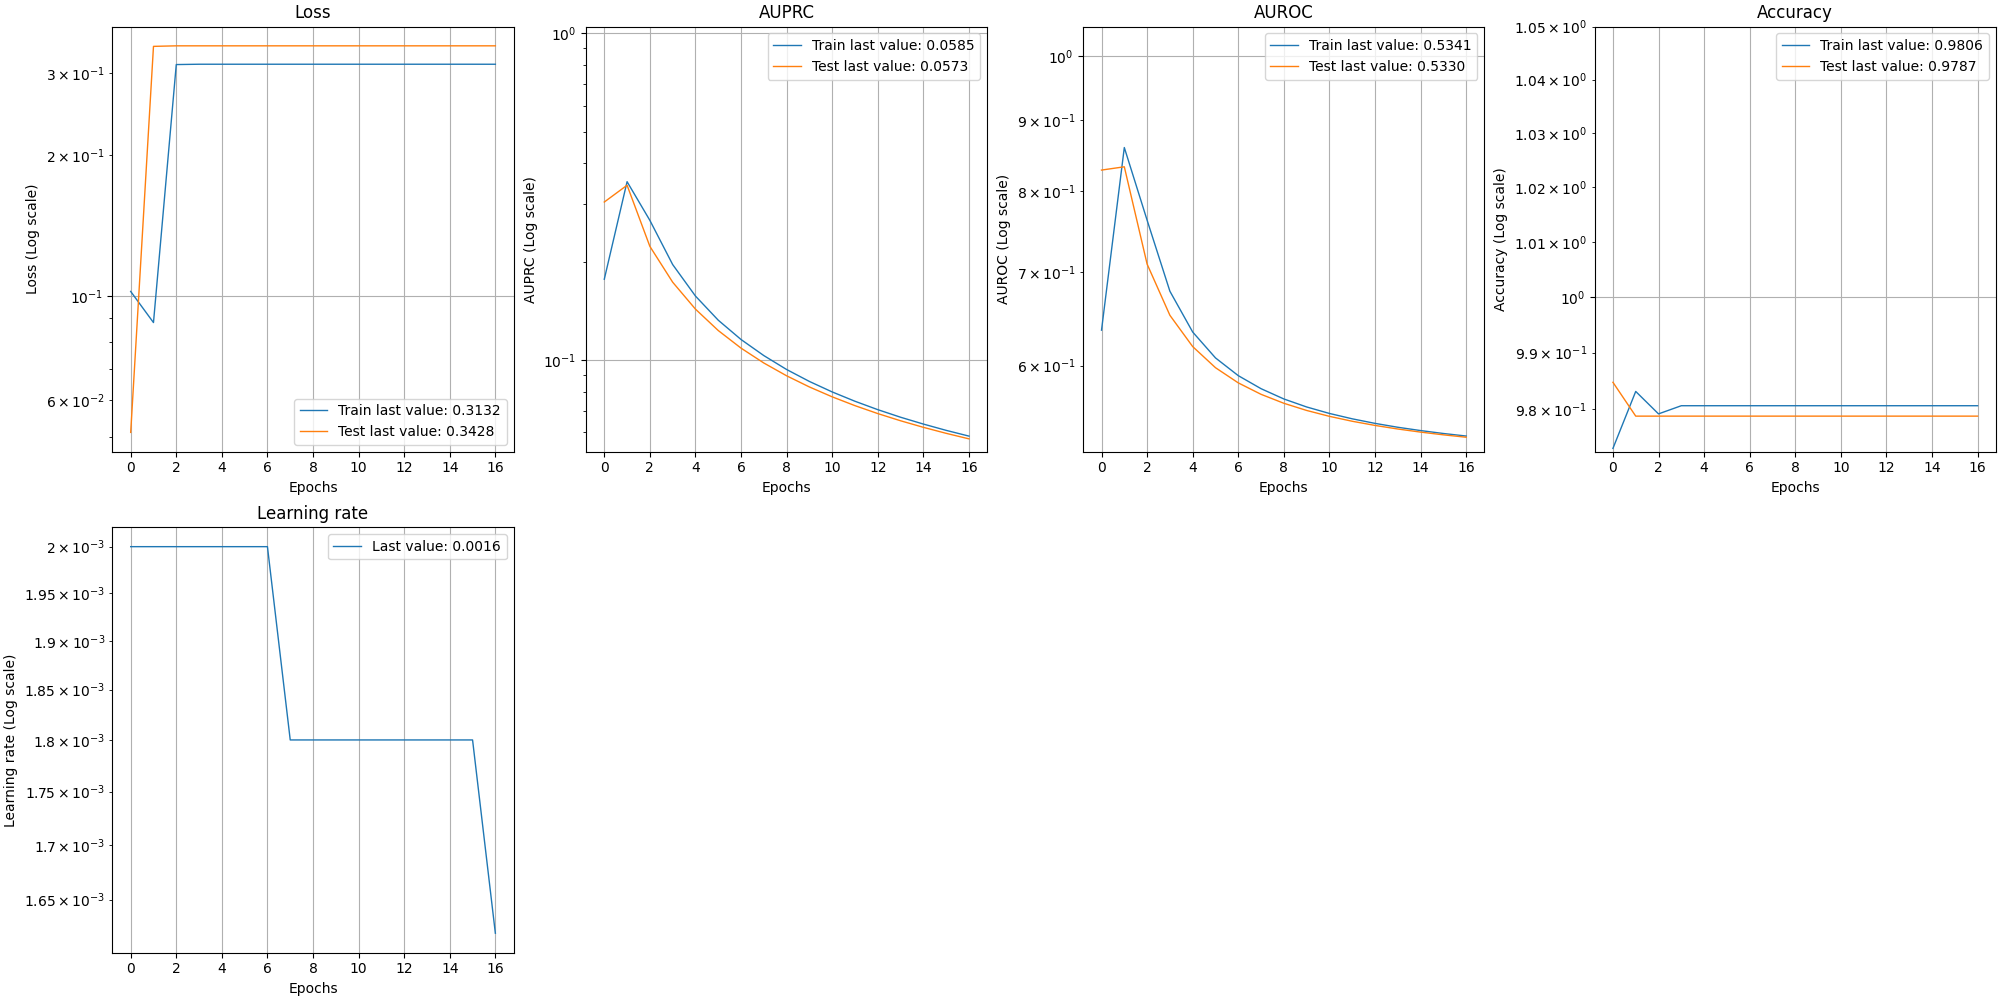 Loss
3 × 10⁻¹
2 × 10⁻¹
10⁻¹
6 × 10⁻²
Loss (Log scale)
Train last value: 0.3132
Test last value: 0.3428
0 2 4 6 8 10 12 14 16
Epochs
AUPRC
10⁰
10⁻¹
AUPRC (Log scale)
Train last value: 0.0585
Test last value: 0.0573
0 2 4 6 8 10 12 14 16
Epochs
AUROC
10⁰
9 × 10⁻¹
8 × 10⁻¹
7 × 10⁻¹
6 × 10⁻¹
AUROC (Log scale)
Train last value: 0.5341
Test last value: 0.5330
0 2 4 6 8 10 12 14 16
Epochs
Accuracy
1.05 × 10⁰
1.04 × 10⁰
1.03 × 10⁰
1.02 × 10⁰
1.01 × 10⁰
10⁰
9.9 × 10⁻¹
9.8 × 10⁻¹
Accuracy (Log scale)
Train last value: 0.9806
Test last value: 0.9787
0 2 4 6 8 10 12 14 16
Epochs
Learning rate
2 × 10⁻³
1.95 × 10⁻³
1.9 × 10⁻³
1.85 × 10⁻³
1.8 × 10⁻³
1.75 × 10⁻³
1.7 × 10⁻³
1.65 × 10⁻³
Learning rate (Log scale)
Last value: 0.0016
0 2 4 6 8 10 12 14 16
Epochs